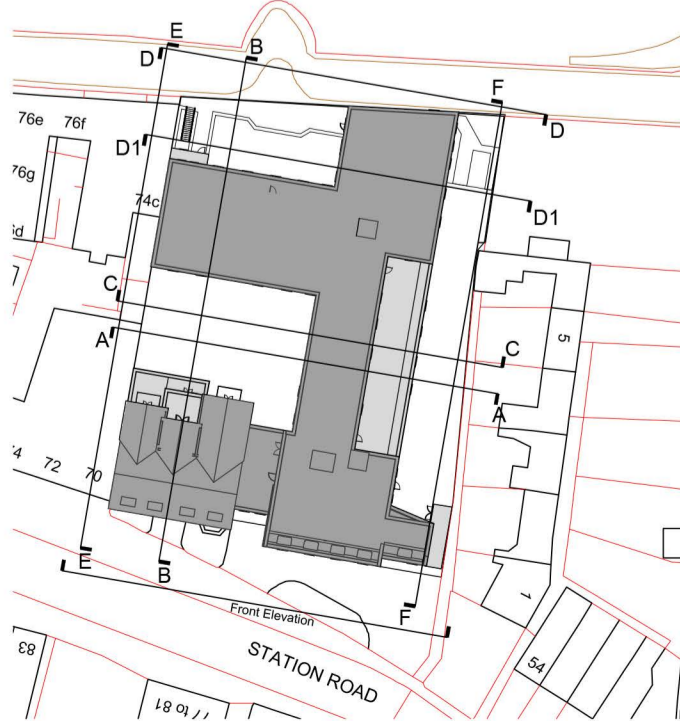 E
D
B
F
D
76e
76f
D1
76g
74c
D1
6d
C
A
5
C
A
74
72
70
E
B
F
Front Elevation
1
STATION ROAD
54
83
77 to 81